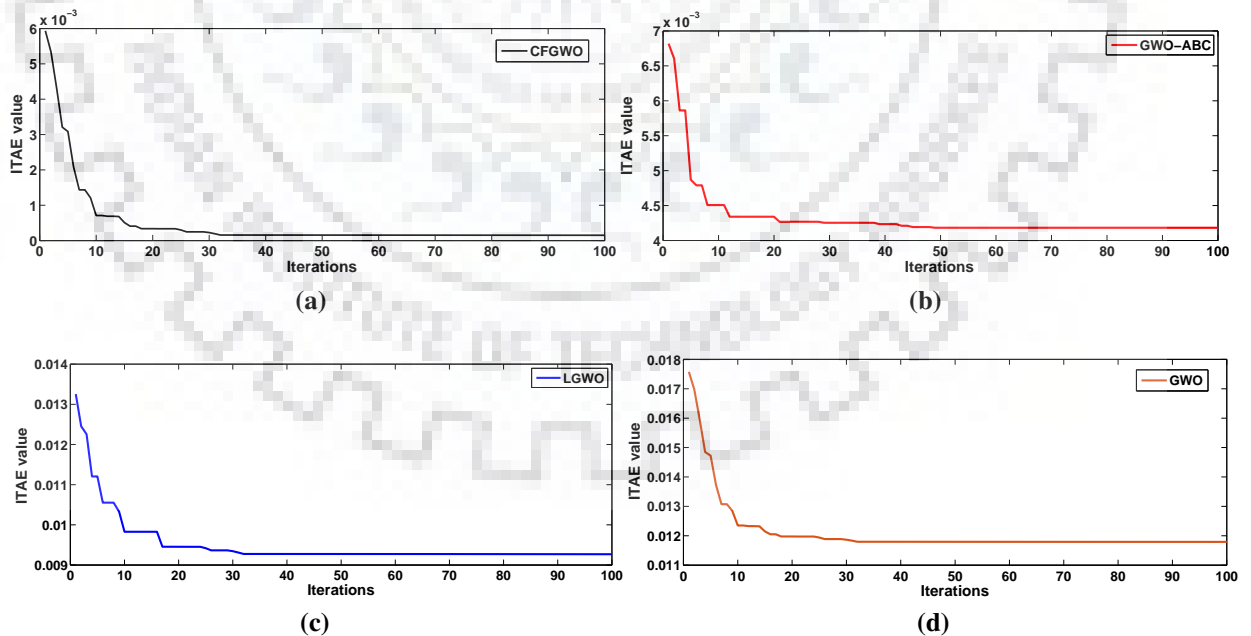 x 10⁻³
6
5
4
3
2
1
0
ITAE value
CFGWO
0 10 20 30 40 50 60 70 80 90 100
Iterations
(a)
x 10⁻³
7
6.5
6
5.5
5
4.5
4
ITAE value
GWO-ABC
0 10 20 30 40 50 60 70 80 90 100
Iterations
(b)
0.014
0.013
0.012
0.011
0.01
0.01
0.009
ITAE value
LGWO
0 10 20 30 40 50 60 70 80 90 100
Iterations
(c)
0.018
0.017
0.016
0.015
0.014
0.013
0.012
0.011
ITAE value
GWO
0 10 20 30 40 50 60 70 80 90 100
Iterations
(d)